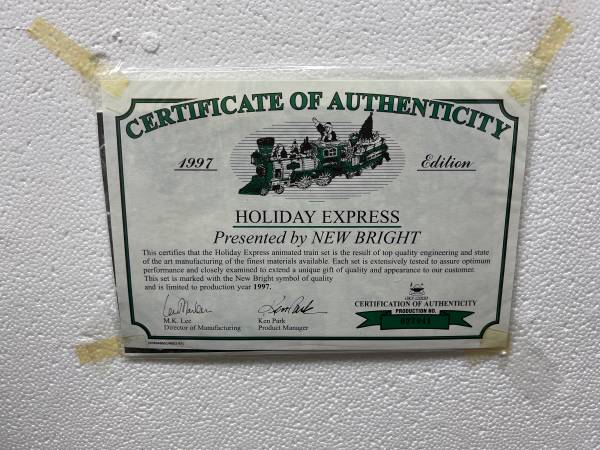 CERTIFICATE OF AUTHENTICITY
1997 Edition
HOLIDAY EXPRESS
Presented by NEW BRIGHT
This certifies that the Holiday Express animated train set is the result of top quality engineering and state
of the art manufacturing of the finest materials available. Each set is extensively tested to assure optimum
performance and closely examined to extend a unique gift of quality and appearance to our customer.
This set is marked with the New Bright symbol of quality
and is limited to production year 1997.
M.K. Lee
Director of Manufacturing
Ken Park
Product Manager
CERTIFICATION OF AUTHENTICITY
PRODUCTION NO.